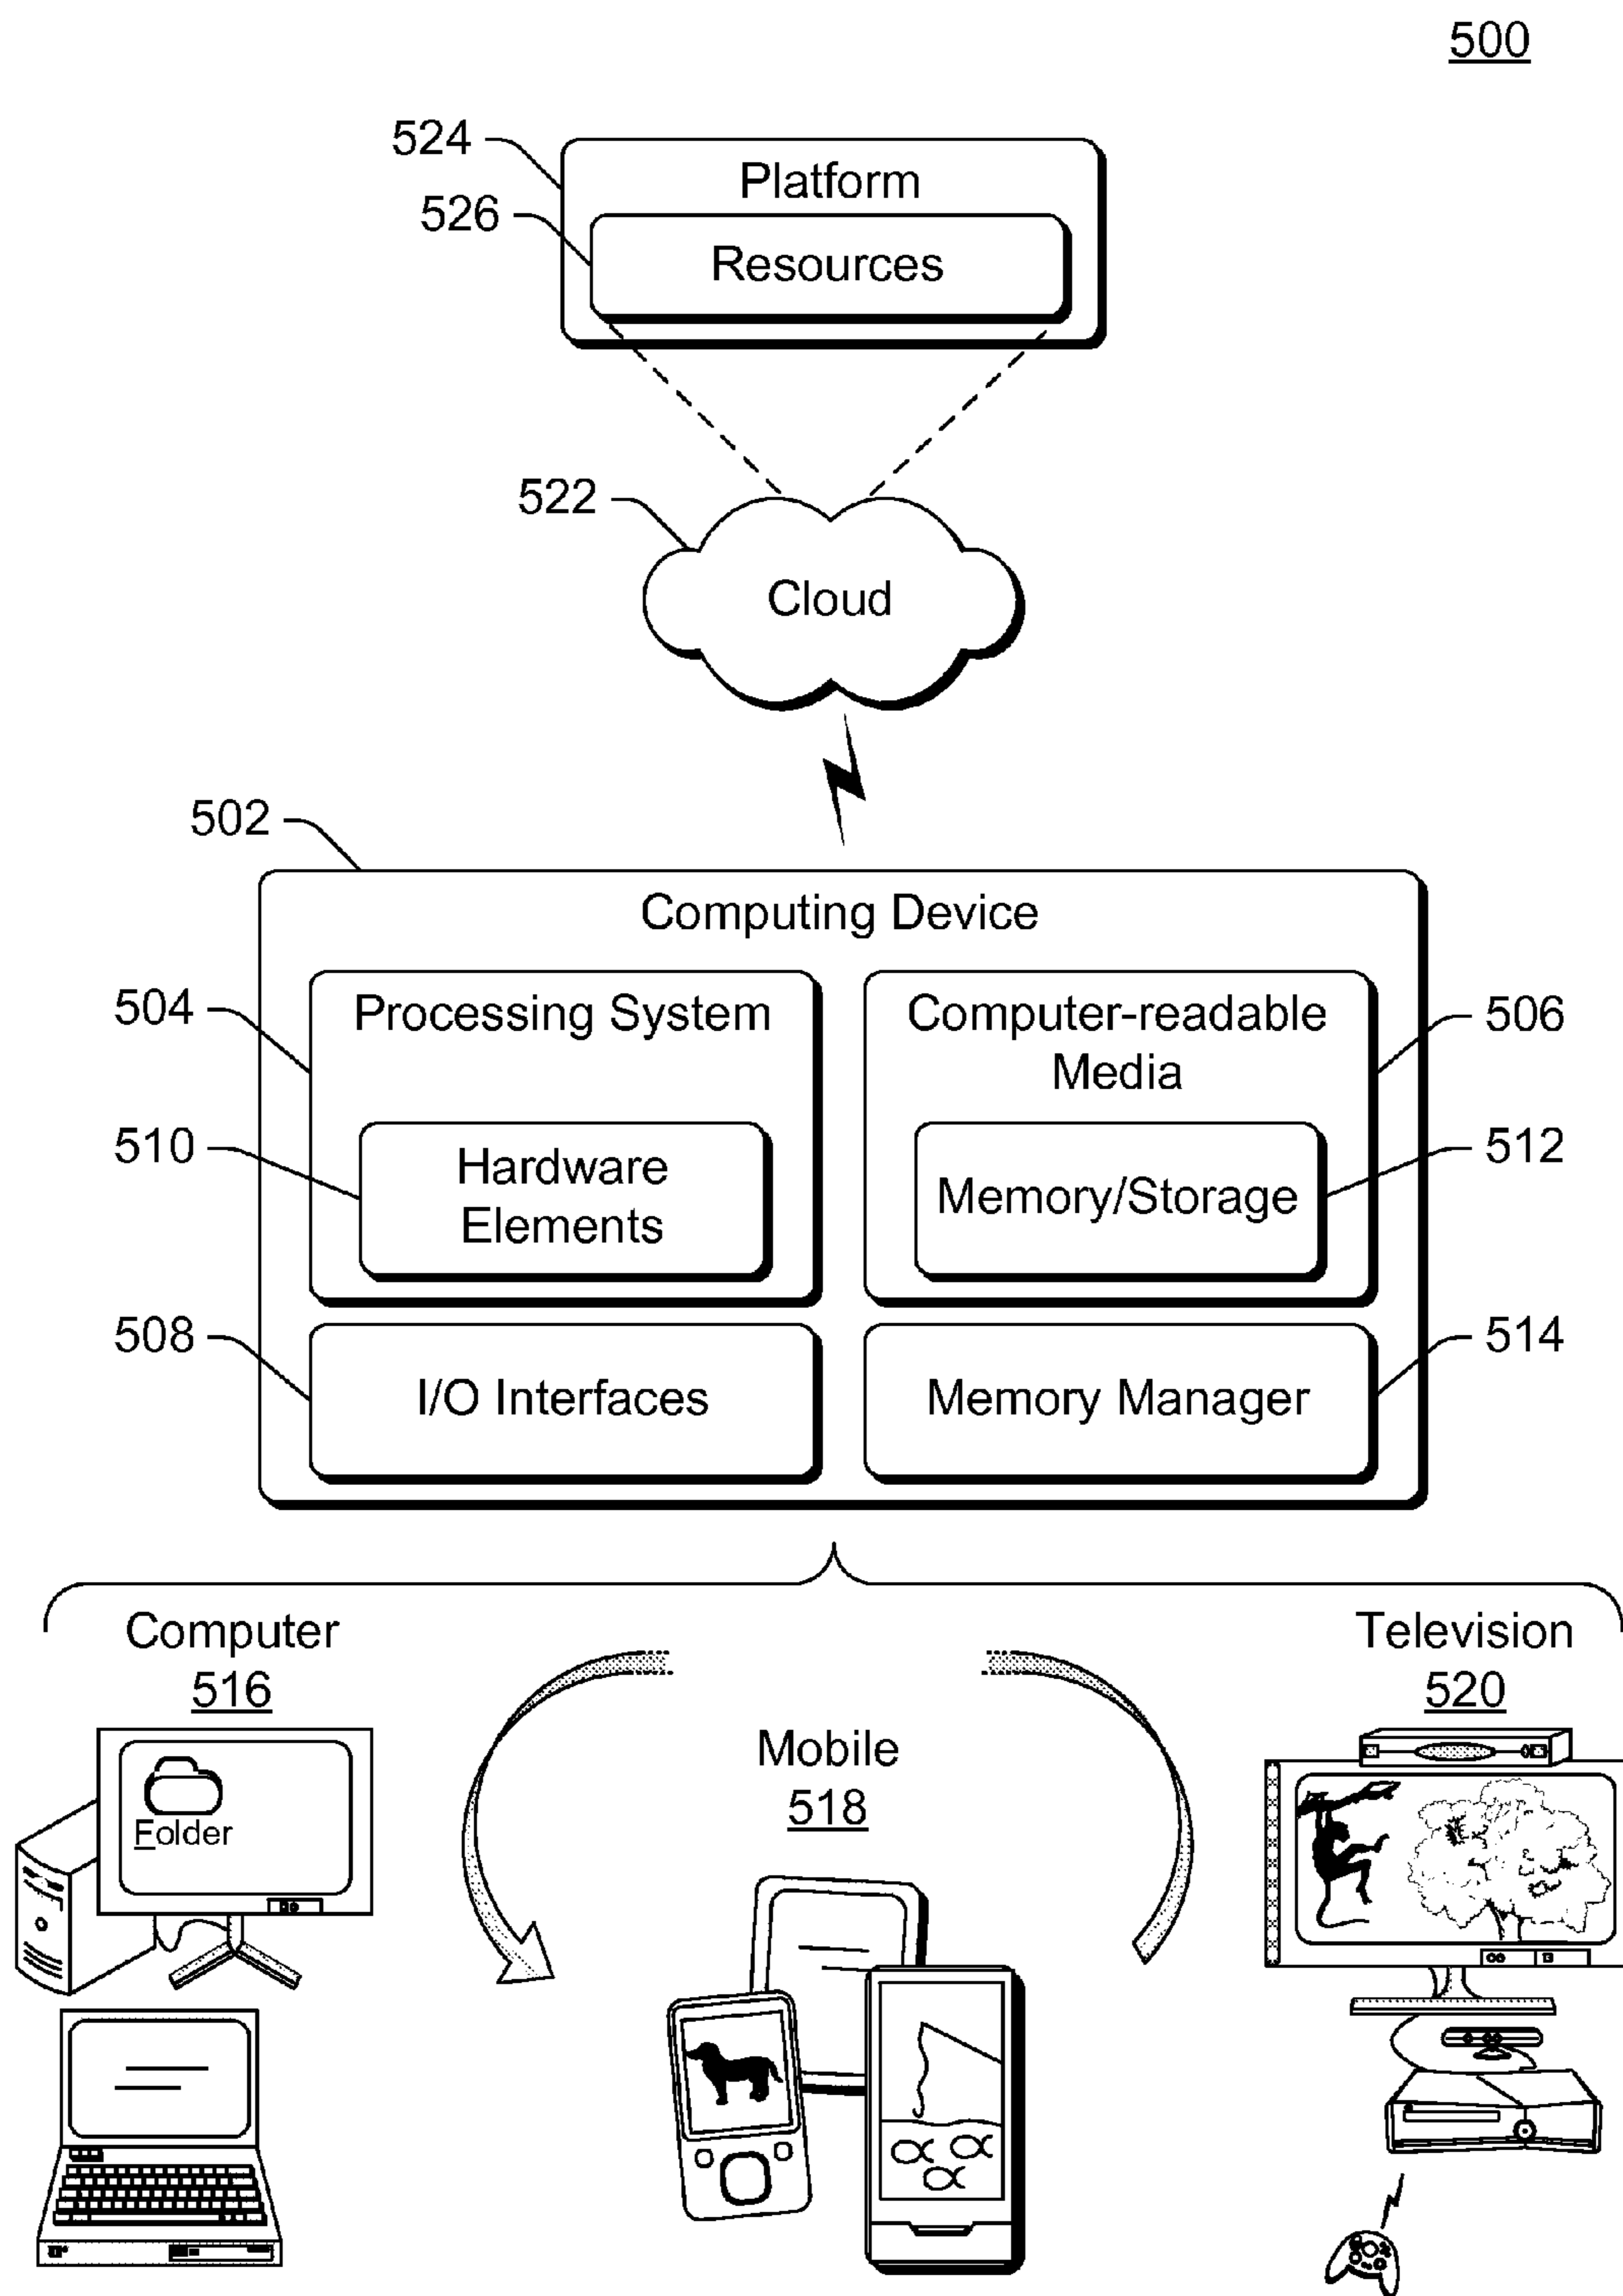 500
524
Platform
526
Resources
522
Cloud
502
Computing Device
504
Processing System
Computer-readable
Media
506
510
Hardware
Elements
Memory/Storage
512
508
I/O Interfaces
Memory Manager
514
Computer
516
Television
520
Mobile
518
Folder